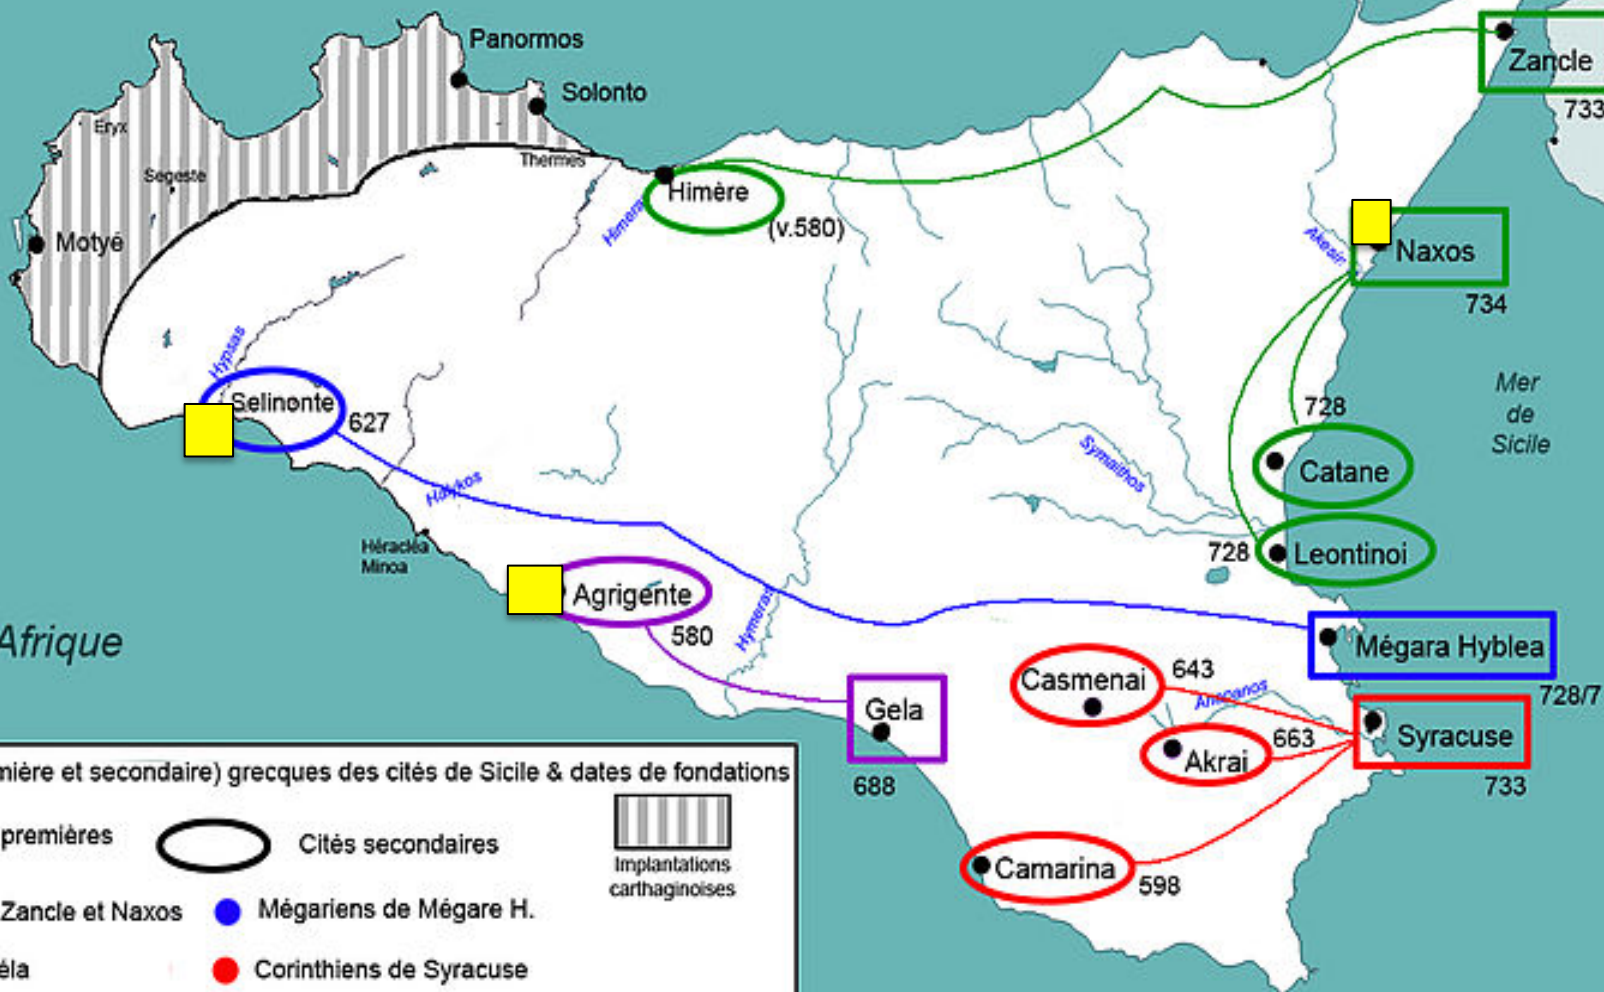 Panormos
Solonto
Zancle
733
Eryx
Thermes
Segeste
Himère
Himera
(v.580)
Motyé
Akesin
Naxos
734
Hypsas
Mer
de
Sicile
Selinonte
627
728
Symaithos
Catane
Halykos
Héracléa
Minoa
728
Leontinoi
Agrigente
580
Hymeras
Afrique
Mégara Hyblea
728/7
Casmenai
643
Anapanos
Gela
688
Akrai
663
Syracuse
733
Camarina
598
mière et secondaire) grecques des cités de Sicile & dates de fondations
premières
Cités secondaires
Implantations
carthaginoises
Zancle et Naxos
Mégariens de Mégare H.
éla
Corinthiens de Syracuse